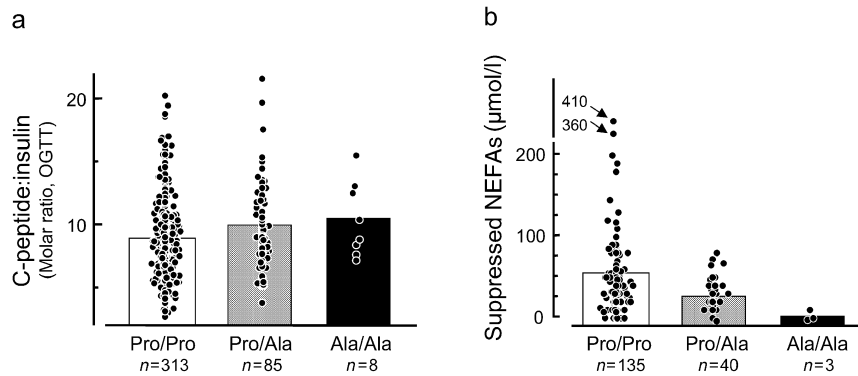 a
C-peptide:insulin
(Molar ratio, OGTT)
20
10
Pro/Pro
n=313
Pro/Ala
n=85
Ala/Ala
n=8
b
Suppressed NEFAs (µmol/l)
410
360
200
100
0
Pro/Pro
n=135
Pro/Ala
n=40
Ala/Ala
n=3